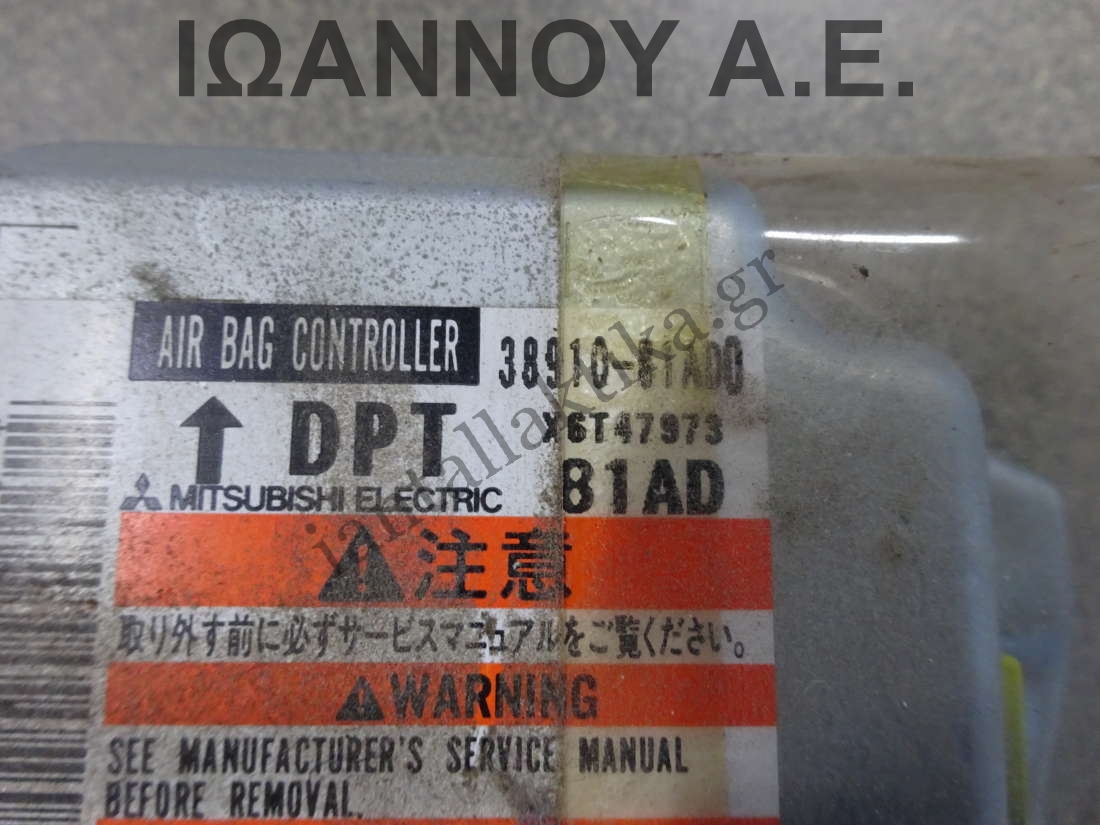 ΙΩΑΝΝΟΥ Α.Ε.
AIR BAG CONTROLLER 38910-81AD0
DPT X6T47973
MITSUBISHI ELECTRIC 81AD
iantallaktika.gr
注意
取り外す前に必ずサービスマニュアルをご覧ください。
WARNING
SEE MANUFACTURER'S SERVICE MANUAL
BEFORE REMOVAL.